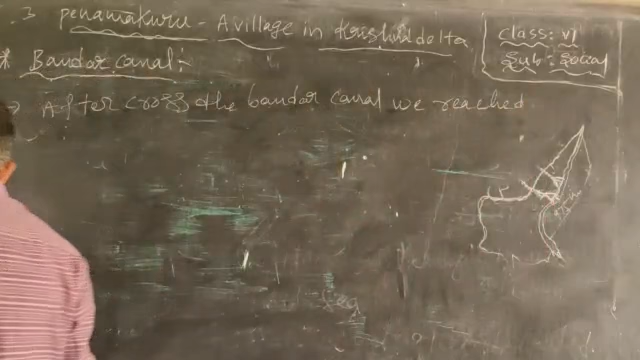 3 penamakuru - A village in Krishna delta
class: VI
Sub: Social
* Bandar canal:-
→ After cross the bandar canal we reached